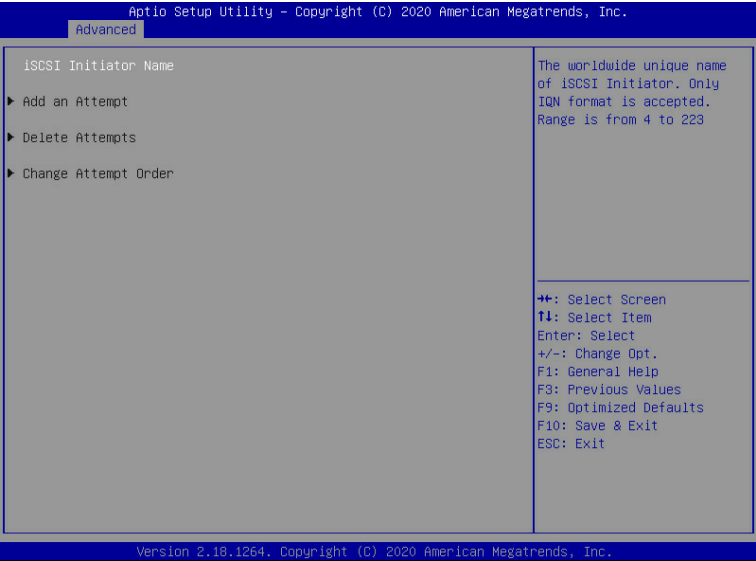 Aptio Setup Utility – Copyright (C) 2020 American Megatrends, Inc.
Advanced
iSCSI Initiator Name
▶ Add an Attempt
▶ Delete Attempts
▶ Change Attempt Order
The worldwide unique name
of iSCSI Initiator. Only
IQN format is accepted.
Range is from 4 to 223
→←: Select Screen
↑↓: Select Item
Enter: Select
+/-: Change Opt.
F1: General Help
F3: Previous Values
F9: Optimized Defaults
F10: Save & Exit
ESC: Exit
Version 2.18.1264. Copyright (C) 2020 American Megatrends, Inc.